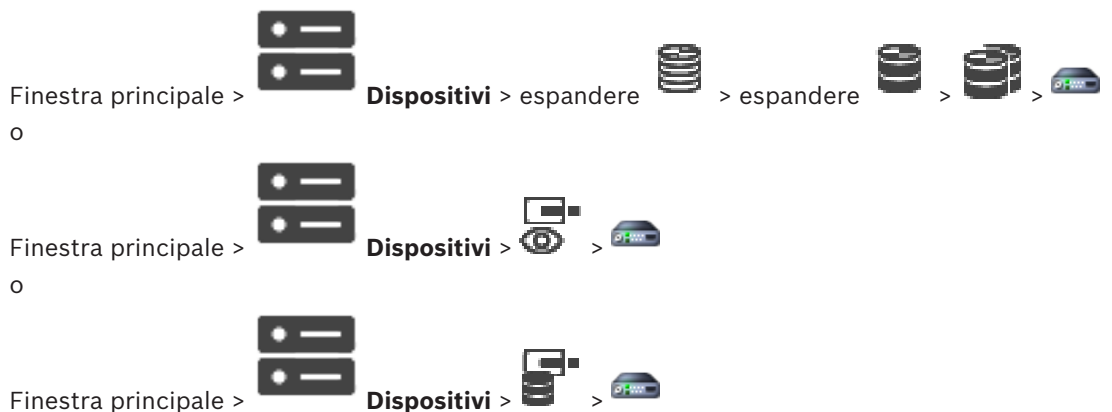 Finestra principale > Dispositivi > espandere > espandere > >
o
Finestra principale > Dispositivi > >
o
Finestra principale > Dispositivi > >